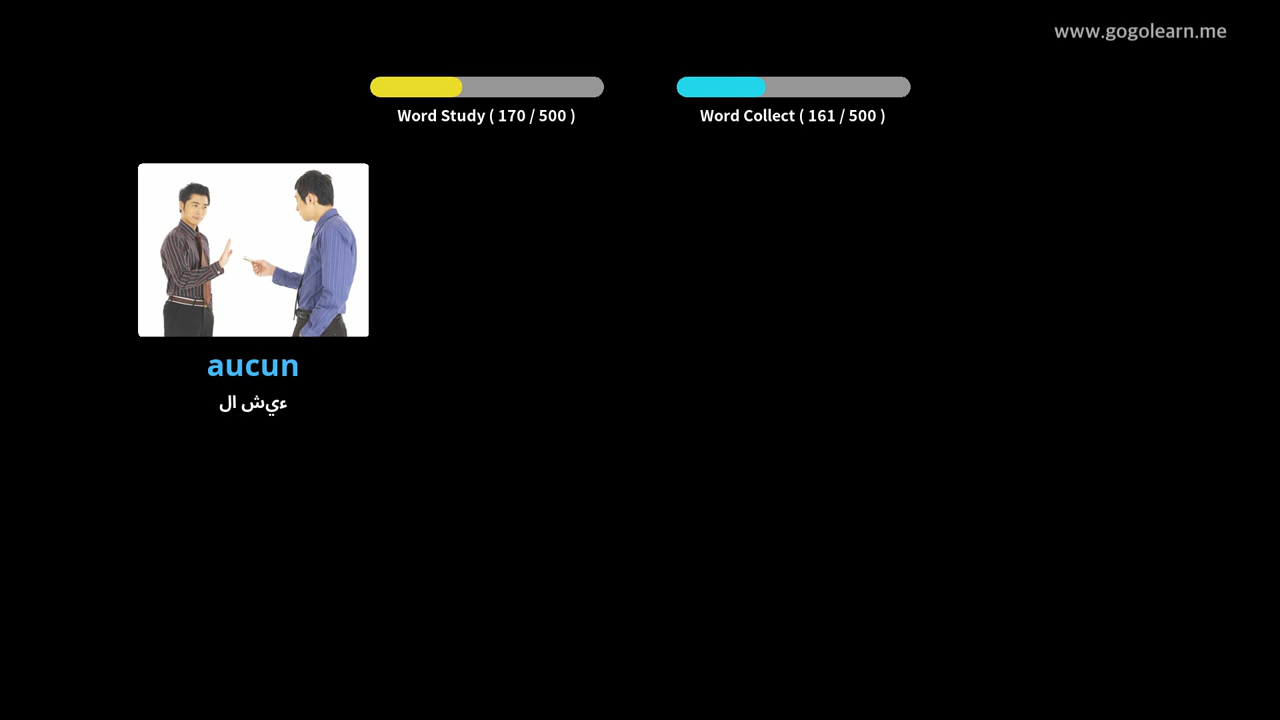 www.gogolearn.me
Word Study ( 170 / 500 )
Word Collect ( 161 / 500 )
aucun
ءيش ال